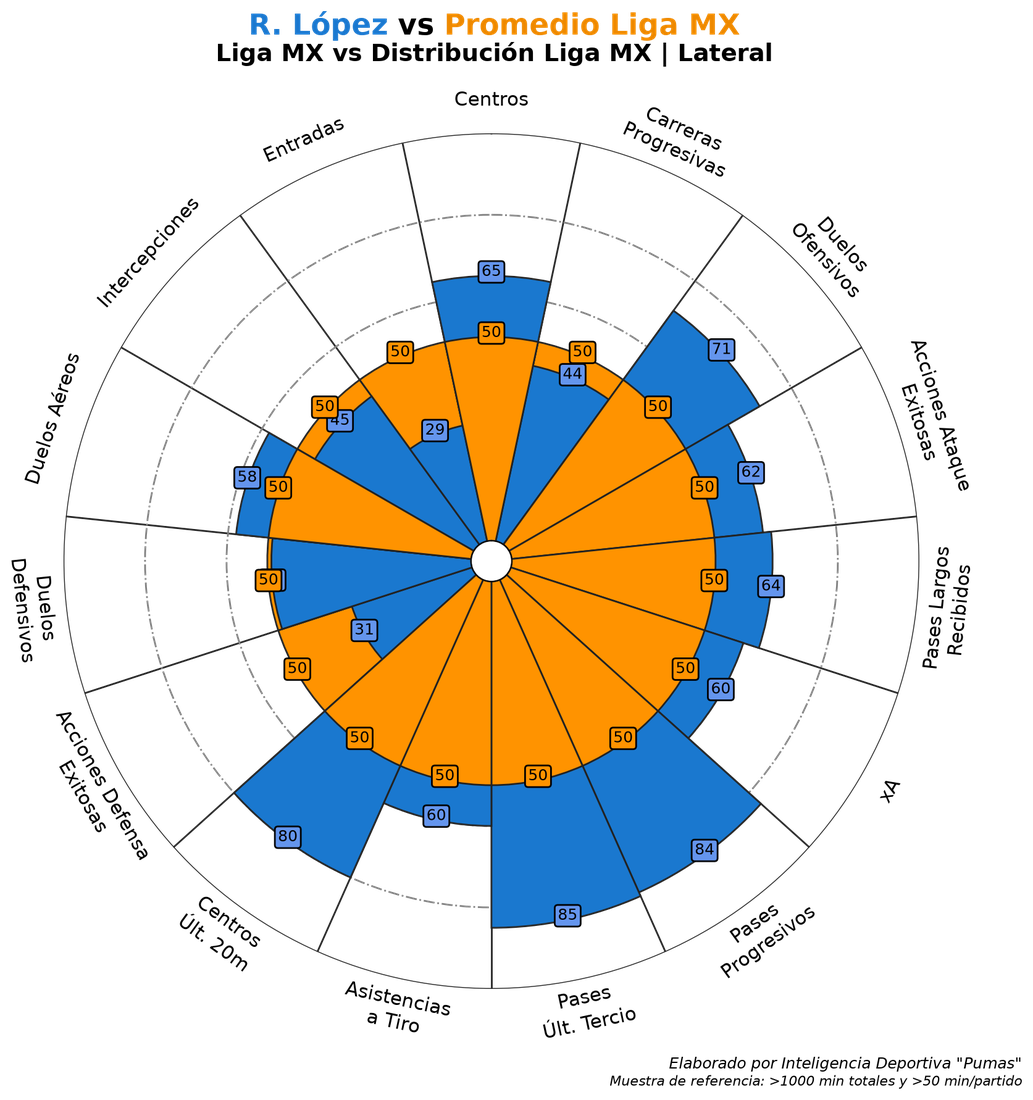 R. López vs Promedio Liga MX
Liga MX vs Distribución Liga MX | Lateral
Centros
Carreras
Progresivas
Duelos
Ofensivos
Acciones Ataque
Exitosas
Pases Largos
Recibidos
xA
Pases
Progresivos
Pases
Últ. Tercio
Asistencias
a Tiro
Centros
Últ. 20m
Acciones Defensa
Exitosas
Duelos
Defensivos
Duelos Aéreos
Intercepciones
Entradas
65
50
50
44
71
50
62
50
64
50
60
50
84
50
85
50
60
50
80
50
31
50
50
58
50
45
50
29
50
Elaborado por Inteligencia Deportiva "Pumas"
Muestra de referencia: >1000 min totales y >50 min/partido